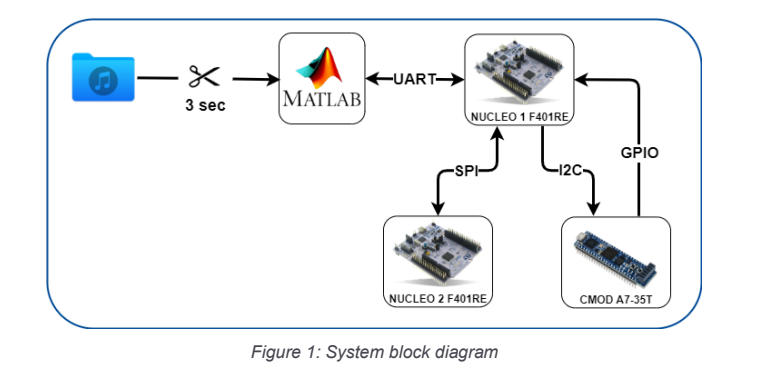 3 sec
MATLAB
UART
NUCLEO 1 F401RE
SPI
I2C
GPIO
NUCLEO 2 F401RE
CMOD A7-35T
Figure 1: System block diagram